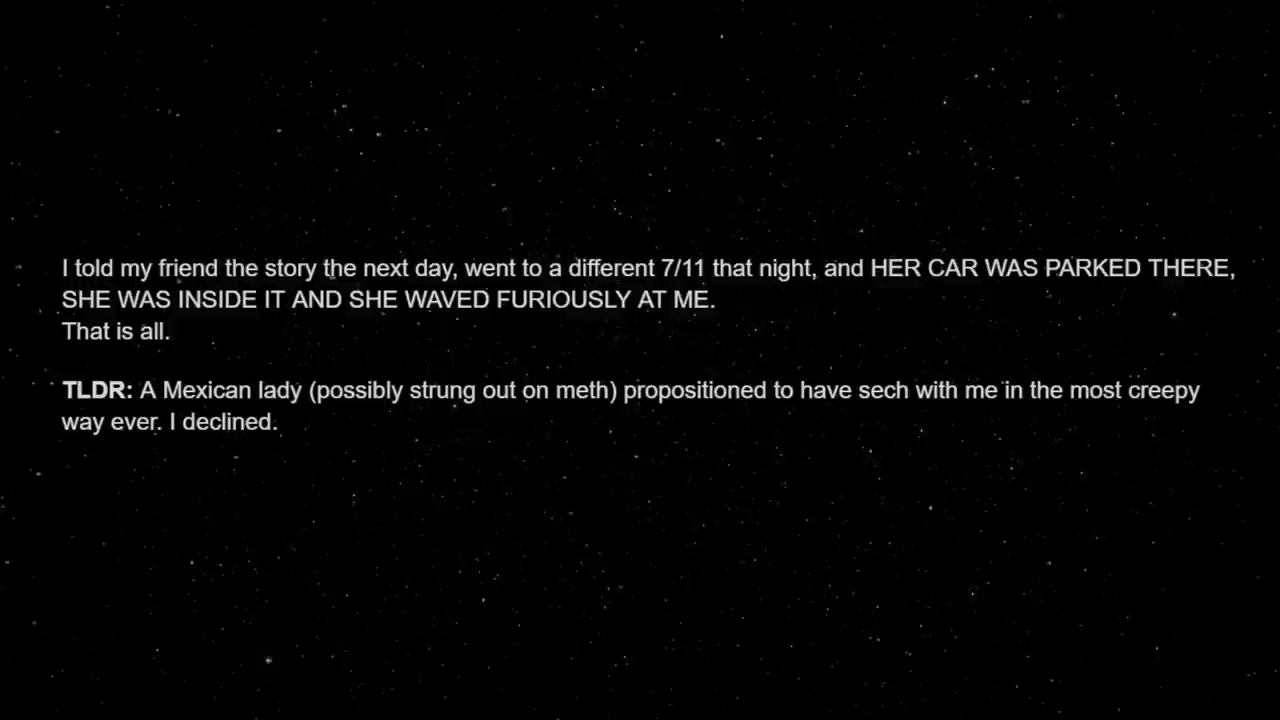 I told my friend the story the next day, went to a different 7/11 that night, and HER CAR WAS PARKED THERE,
SHE WAS INSIDE IT AND SHE WAVED FURIOUSLY AT ME.
That is all.
TLDR: A Mexican lady (possibly strung out on meth) propositioned to have sech with me in the most creepy
way ever. I declined.